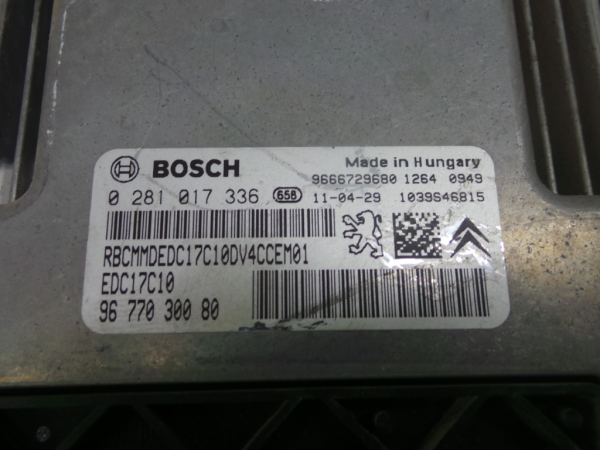 BOSCH
Made in Hungary
9666729680 1264 0949
0 281 017 336 658 11-04-29 1039S46815
RBCMMDEDC17C10DV4CCEM01
EDC17C10
96 770 300 80